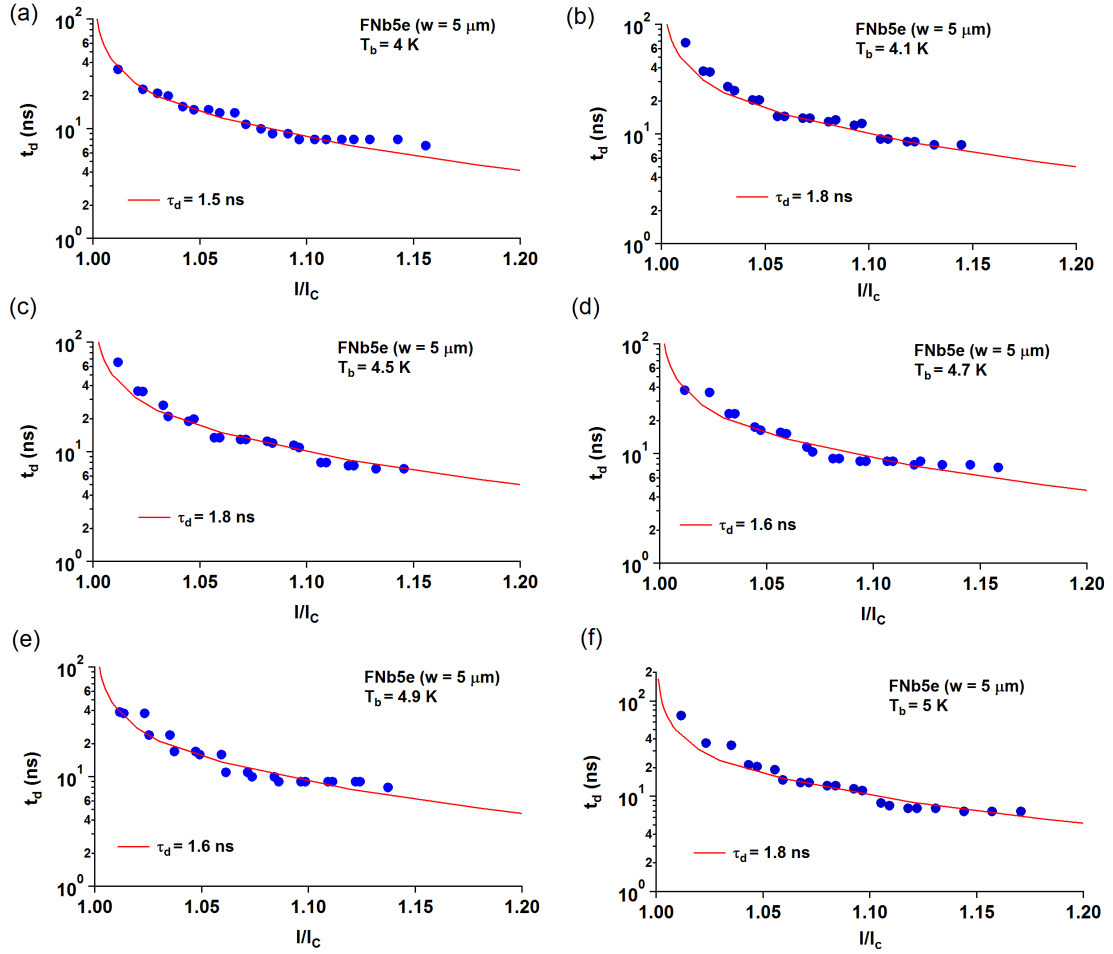 (a)
FNb5e (w = 5 μm)
T_b = 4 K
t_d (ns)
10^2
6
4
2
10^1
6
4
2
10^0
τ_d = 1.5 ns
1.00 1.05 1.10 1.15 1.20
I/I_C
(b)
FNb5e (w = 5 μm)
T_b = 4.1 K
t_d (ns)
10^2
6
4
2
10^1
6
4
2
10^0
τ_d = 1.8 ns
1.00 1.05 1.10 1.15 1.20
I/I_C
(c)
FNb5e (w = 5 μm)
T_b = 4.5 K
t_d (ns)
10^2
6
4
2
10^1
6
4
2
10^0
τ_d = 1.8 ns
1.00 1.05 1.10 1.15 1.20
I/I_C
(d)
FNb5e (w = 5 μm)
T_b = 4.7 K
t_d (ns)
10^2
6
4
2
10^1
6
4
2
10^0
τ_d = 1.6 ns
1.00 1.05 1.10 1.15 1.20
I/I_C
(e)
FNb5e (w = 5 μm)
T_b = 4.9 K
t_d (ns)
10^2
6
4
2
10^1
6
4
2
10^0
τ_d = 1.6 ns
1.00 1.05 1.10 1.15 1.20
I/I_C
(f)
FNb5e (w = 5 μm)
T_b = 5 K
t_d (ns)
2
10^2
6
4
2
10^1
6
4
2
10^0
τ_d = 1.8 ns
1.00 1.05 1.10 1.15 1.20
I/I_c